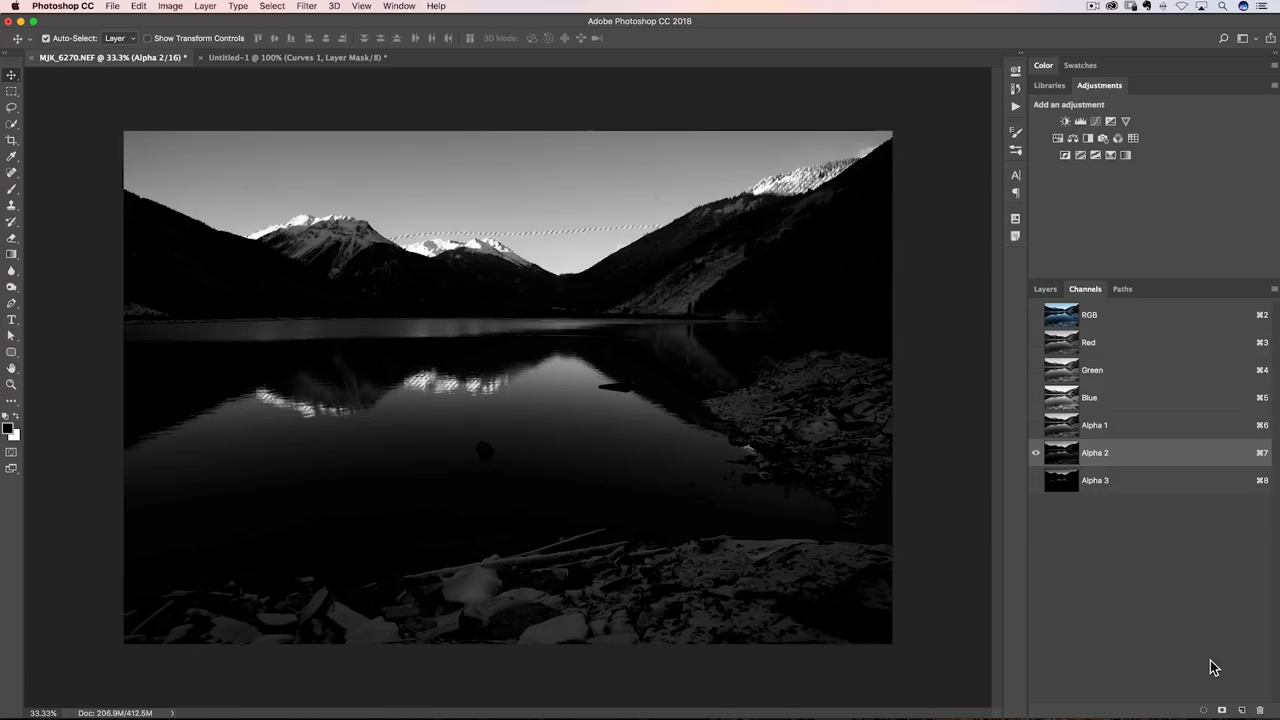 Photoshop CC File Edit Image Layer Type Select Filter 3D View Window Help
Adobe Photoshop CC 2018
Auto-Select: Layer Show Transform Controls 3D Mode:
× MJK_6270.NEF @ 33.3% (Alpha 2/16) * × Untitled-1 @ 100% (Curves 1, Layer Mask/8) *
Color Swatches
Libraries Adjustments
Add an adjustment
Layers Channels Paths
RGB ⌘2
Red ⌘3
Green ⌘4
Blue ⌘5
Alpha 1 ⌘6
Alpha 2 ⌘7
Alpha 3 ⌘8
33.33% Doc: 206.9M/412.5M